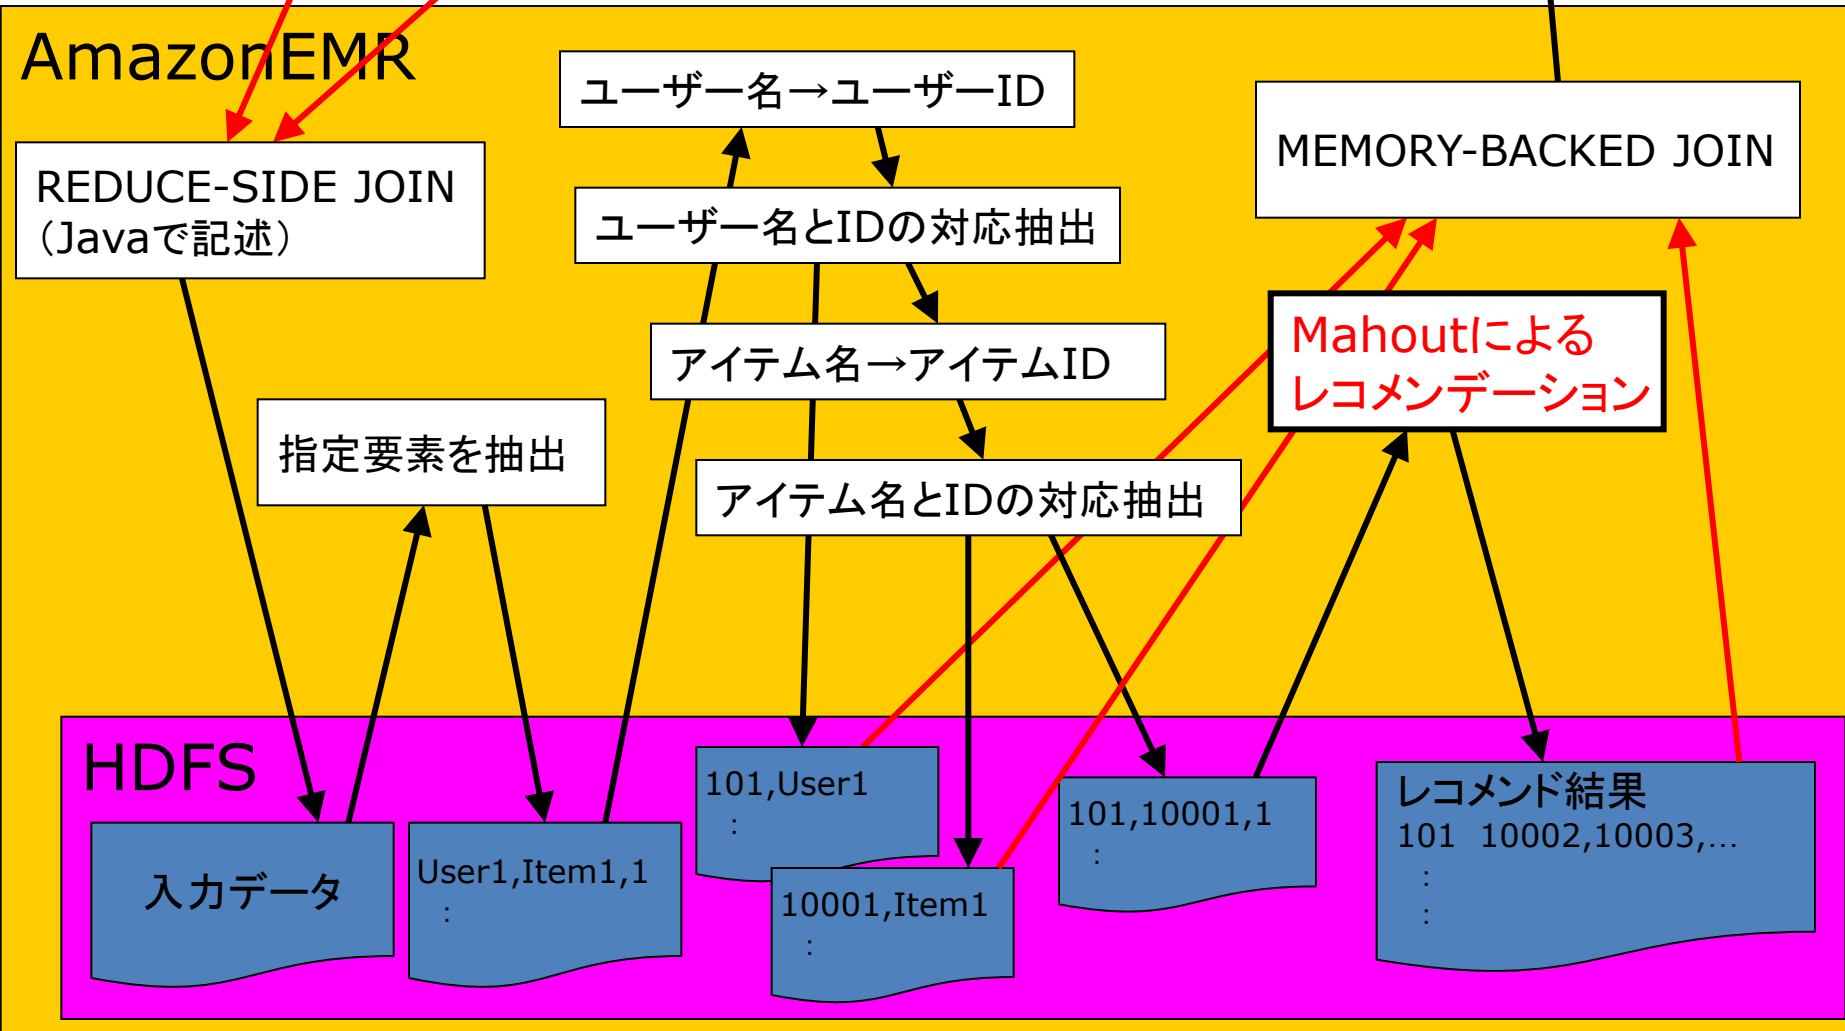 AmazonEMR
ユーザー名→ユーザーID
MEMORY-BACKED JOIN
REDUCE-SIDE JOIN
（Javaで記述）
ユーザー名とIDの対応抽出
アイテム名→アイテムID
Mahoutによる
レコメンデーション
指定要素を抽出
アイテム名とIDの対応抽出
HDFS
入力データ
User1,Item1,1
:
101,User1
:
10001,Item1
:
101,10001,1
:
レコメンド結果
101 10002,10003,…
:
: